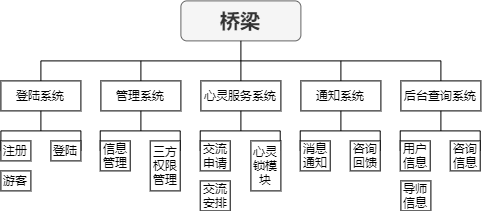 桥梁
登陆系统
管理系统
心灵服务系统
通知系统
后台查询系统
注册
登陆
游客
信息
管理
三方
权限
管理
交流
申请
交流
安排
心灵
锁模
块
消息
通知
咨询
回馈
用户
信息
导师
信息
咨询
信息